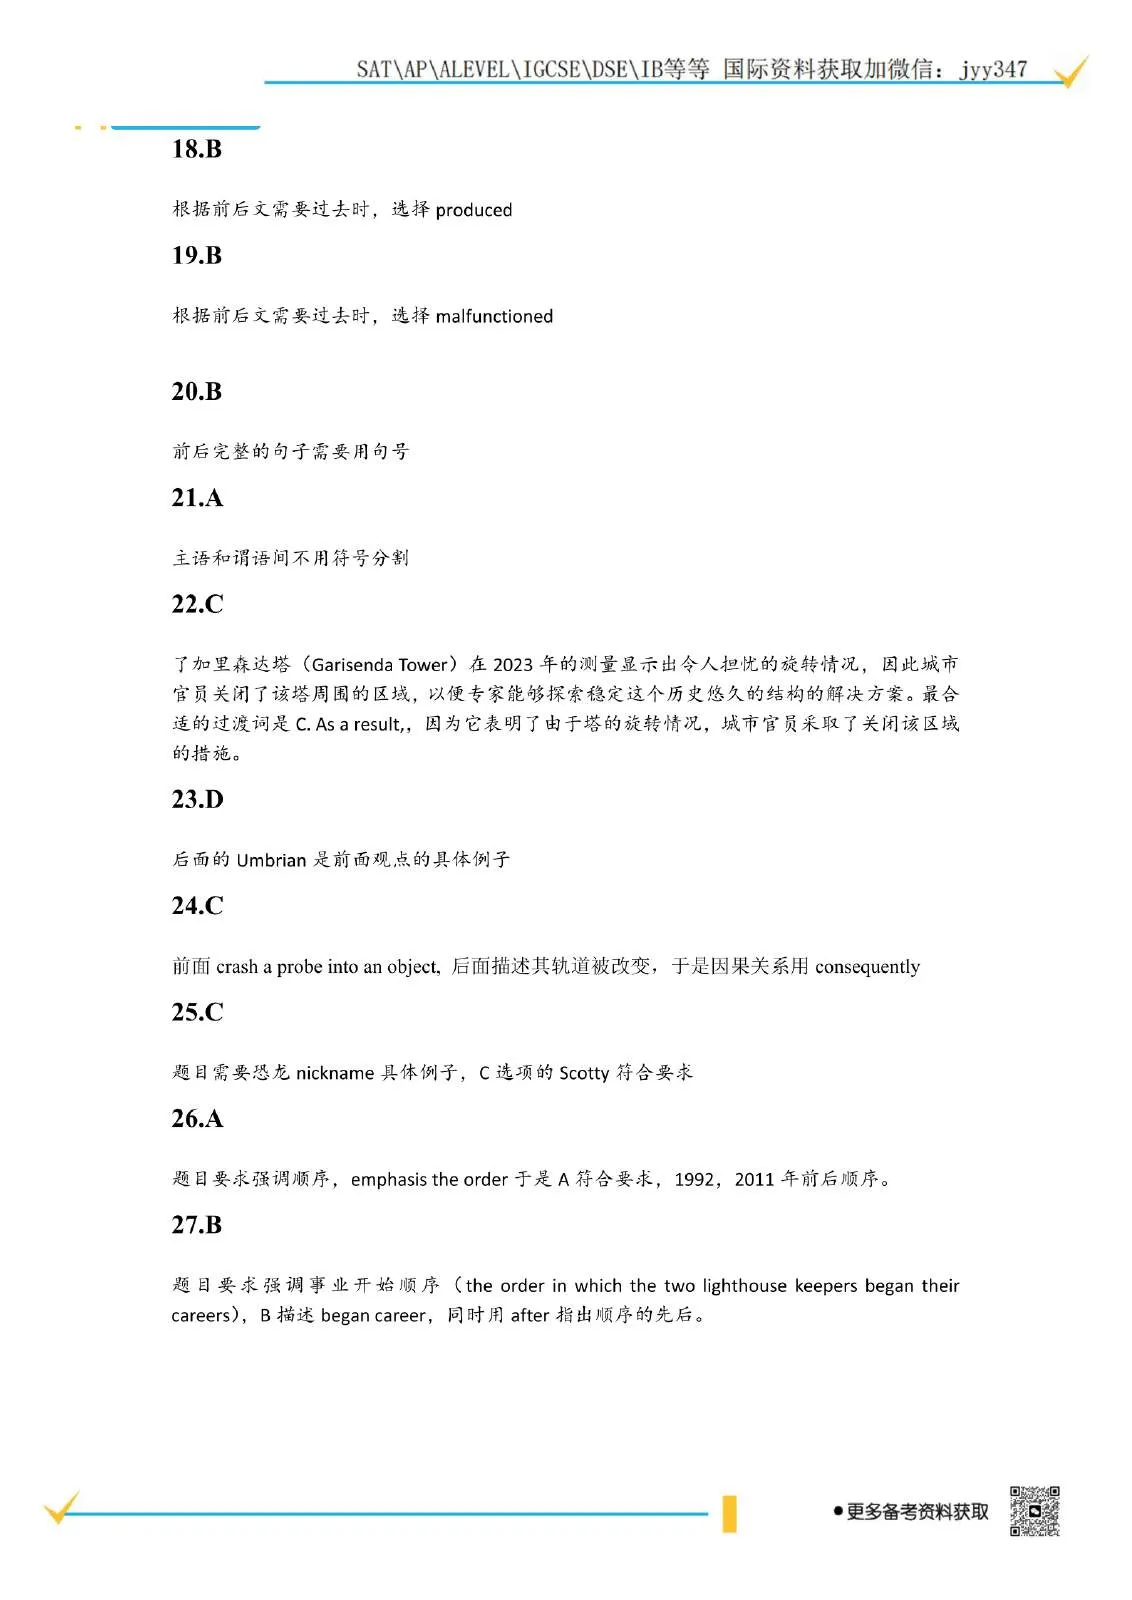 SAT\AP\ALEVEL\IGCSE\DSE\IB等等 国际资料获取加微信：jyy347
18.B
根据前后文需要过去时，选择 produced
19.B
根据前后文需要过去时，选择 malfunctioned
20.B
前后完整的句子需要用句号
21.A
主语和谓语间不用符号分割
22.C
了加里森达塔（Garisenda Tower）在 2023 年的测量显示出令人担忧的旋转情况，因此城市
官员关闭了该塔周围的区域，以便专家能够探索稳定这个历史悠久的结构的解决方案。最合
适的过渡词是 C. As a result,，因为它表明了由于塔的旋转情况，城市官员采取了关闭该区域
的措施。
23.D
后面的 Umbrian 是前面观点的具体例子
24.C
前面 crash a probe into an object, 后面描述其轨道被改变，于是因果关系用 consequently
25.C
题目需要恐龙 nickname 具体例子，C 选项的 Scotty 符合要求
26.A
题目要求强调顺序，emphasis the order 于是 A 符合要求，1992，2011 年前后顺序。
27.B
题目要求强调事业开始顺序（the order in which the two lighthouse keepers began their
careers），B 描述 began career，同时用 after 指出顺序的先后。
●更多备考资料获取